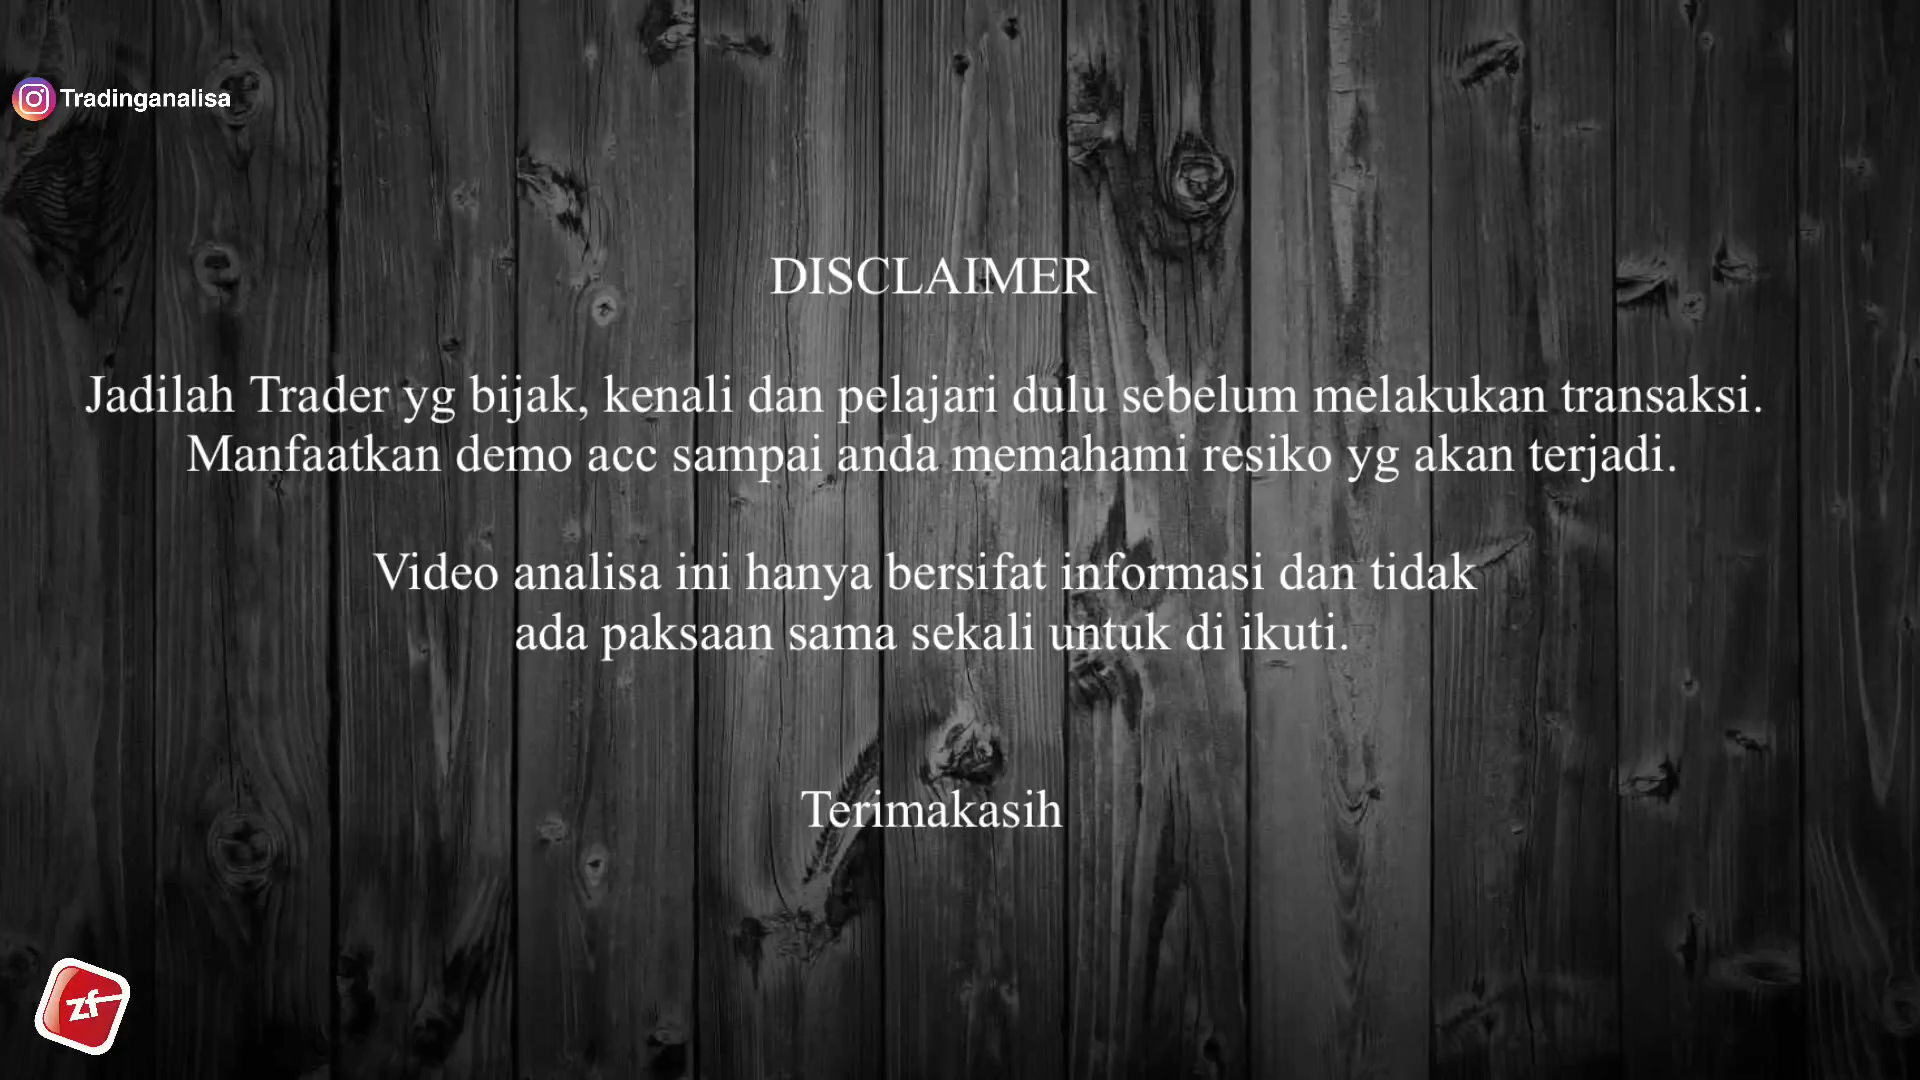 Tradinganalisa
DISCLAIMER
Jadilah Trader yg bijak, kenali dan pelajari dulu sebelum melakukan transaksi.
Manfaatkan demo acc sampai anda memahami resiko yg akan terjadi.
Video analisa ini hanya bersifat informasi dan tidak
ada paksaan sama sekali untuk di ikuti.
Terimakasih
zf